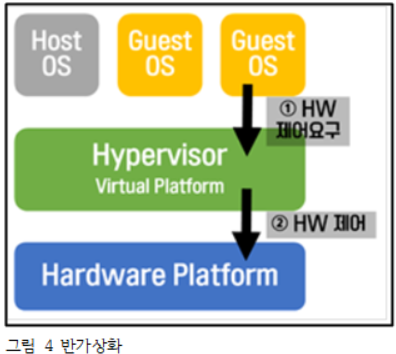 Host
OS
Guest
OS
Guest
OS
① HW
제어요구
Hypervisor
Virtual Platform
② HW 제어
Hardware Platform
그림 4 반가상화